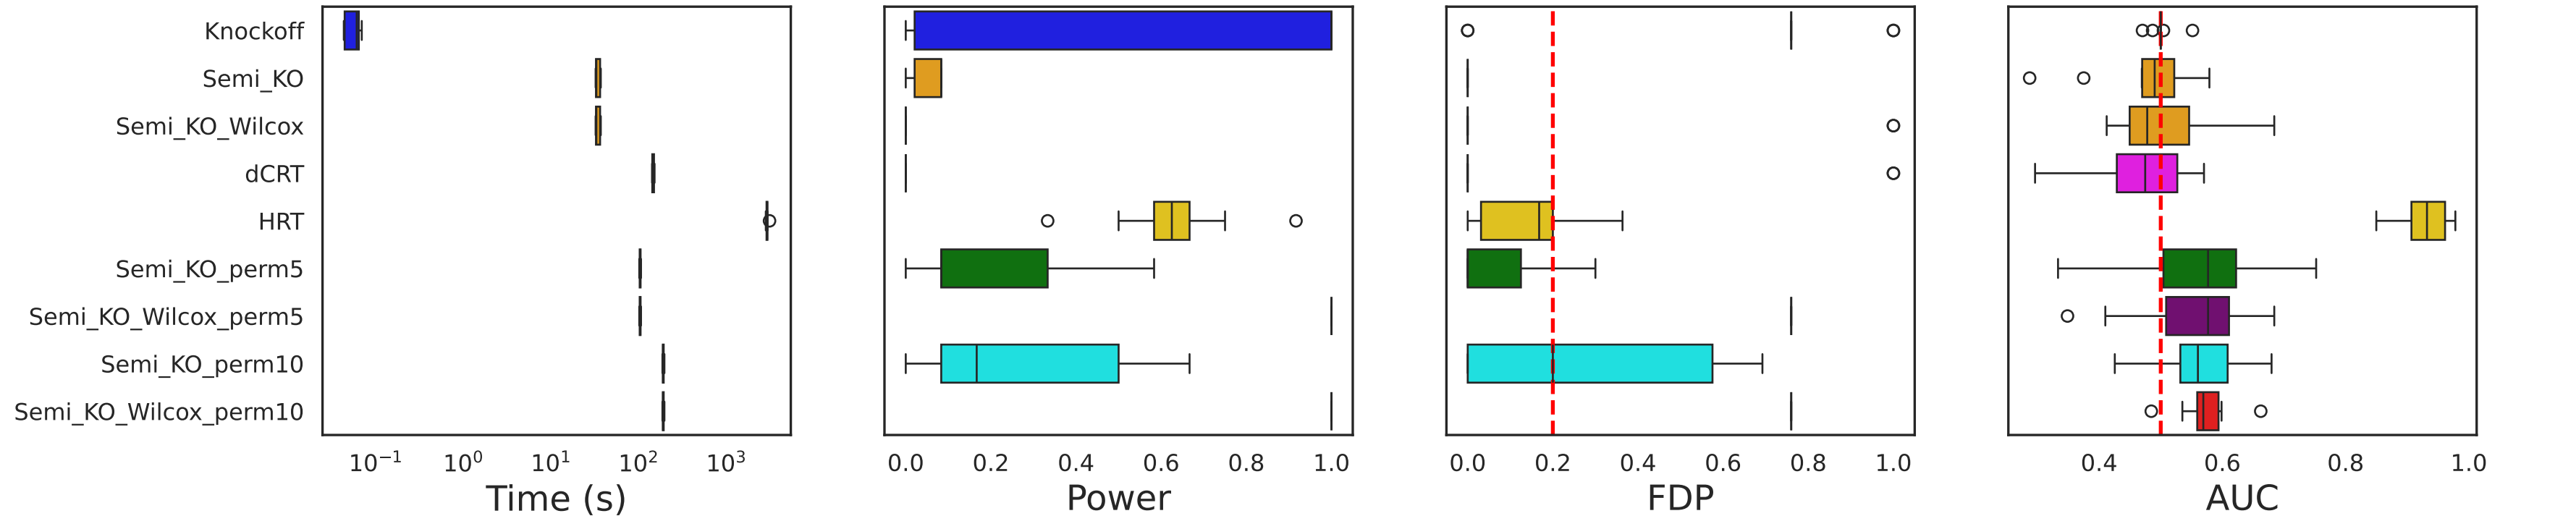 Knockoff
Semi_KO
Semi_KO_Wilcox
dCRT
HRT
Semi_KO_perm5
Semi_KO_Wilcox_perm5
Semi_KO_perm10
Semi_KO_Wilcox_perm10
10⁻¹ 10⁰ 10¹ 10² 10³
Time (s)
0.0 0.2 0.4 0.6 0.8 1.0
Power
0.0 0.2 0.4 0.6 0.8 1.0
FDP
0.4 0.6 0.8 1.0
AUC